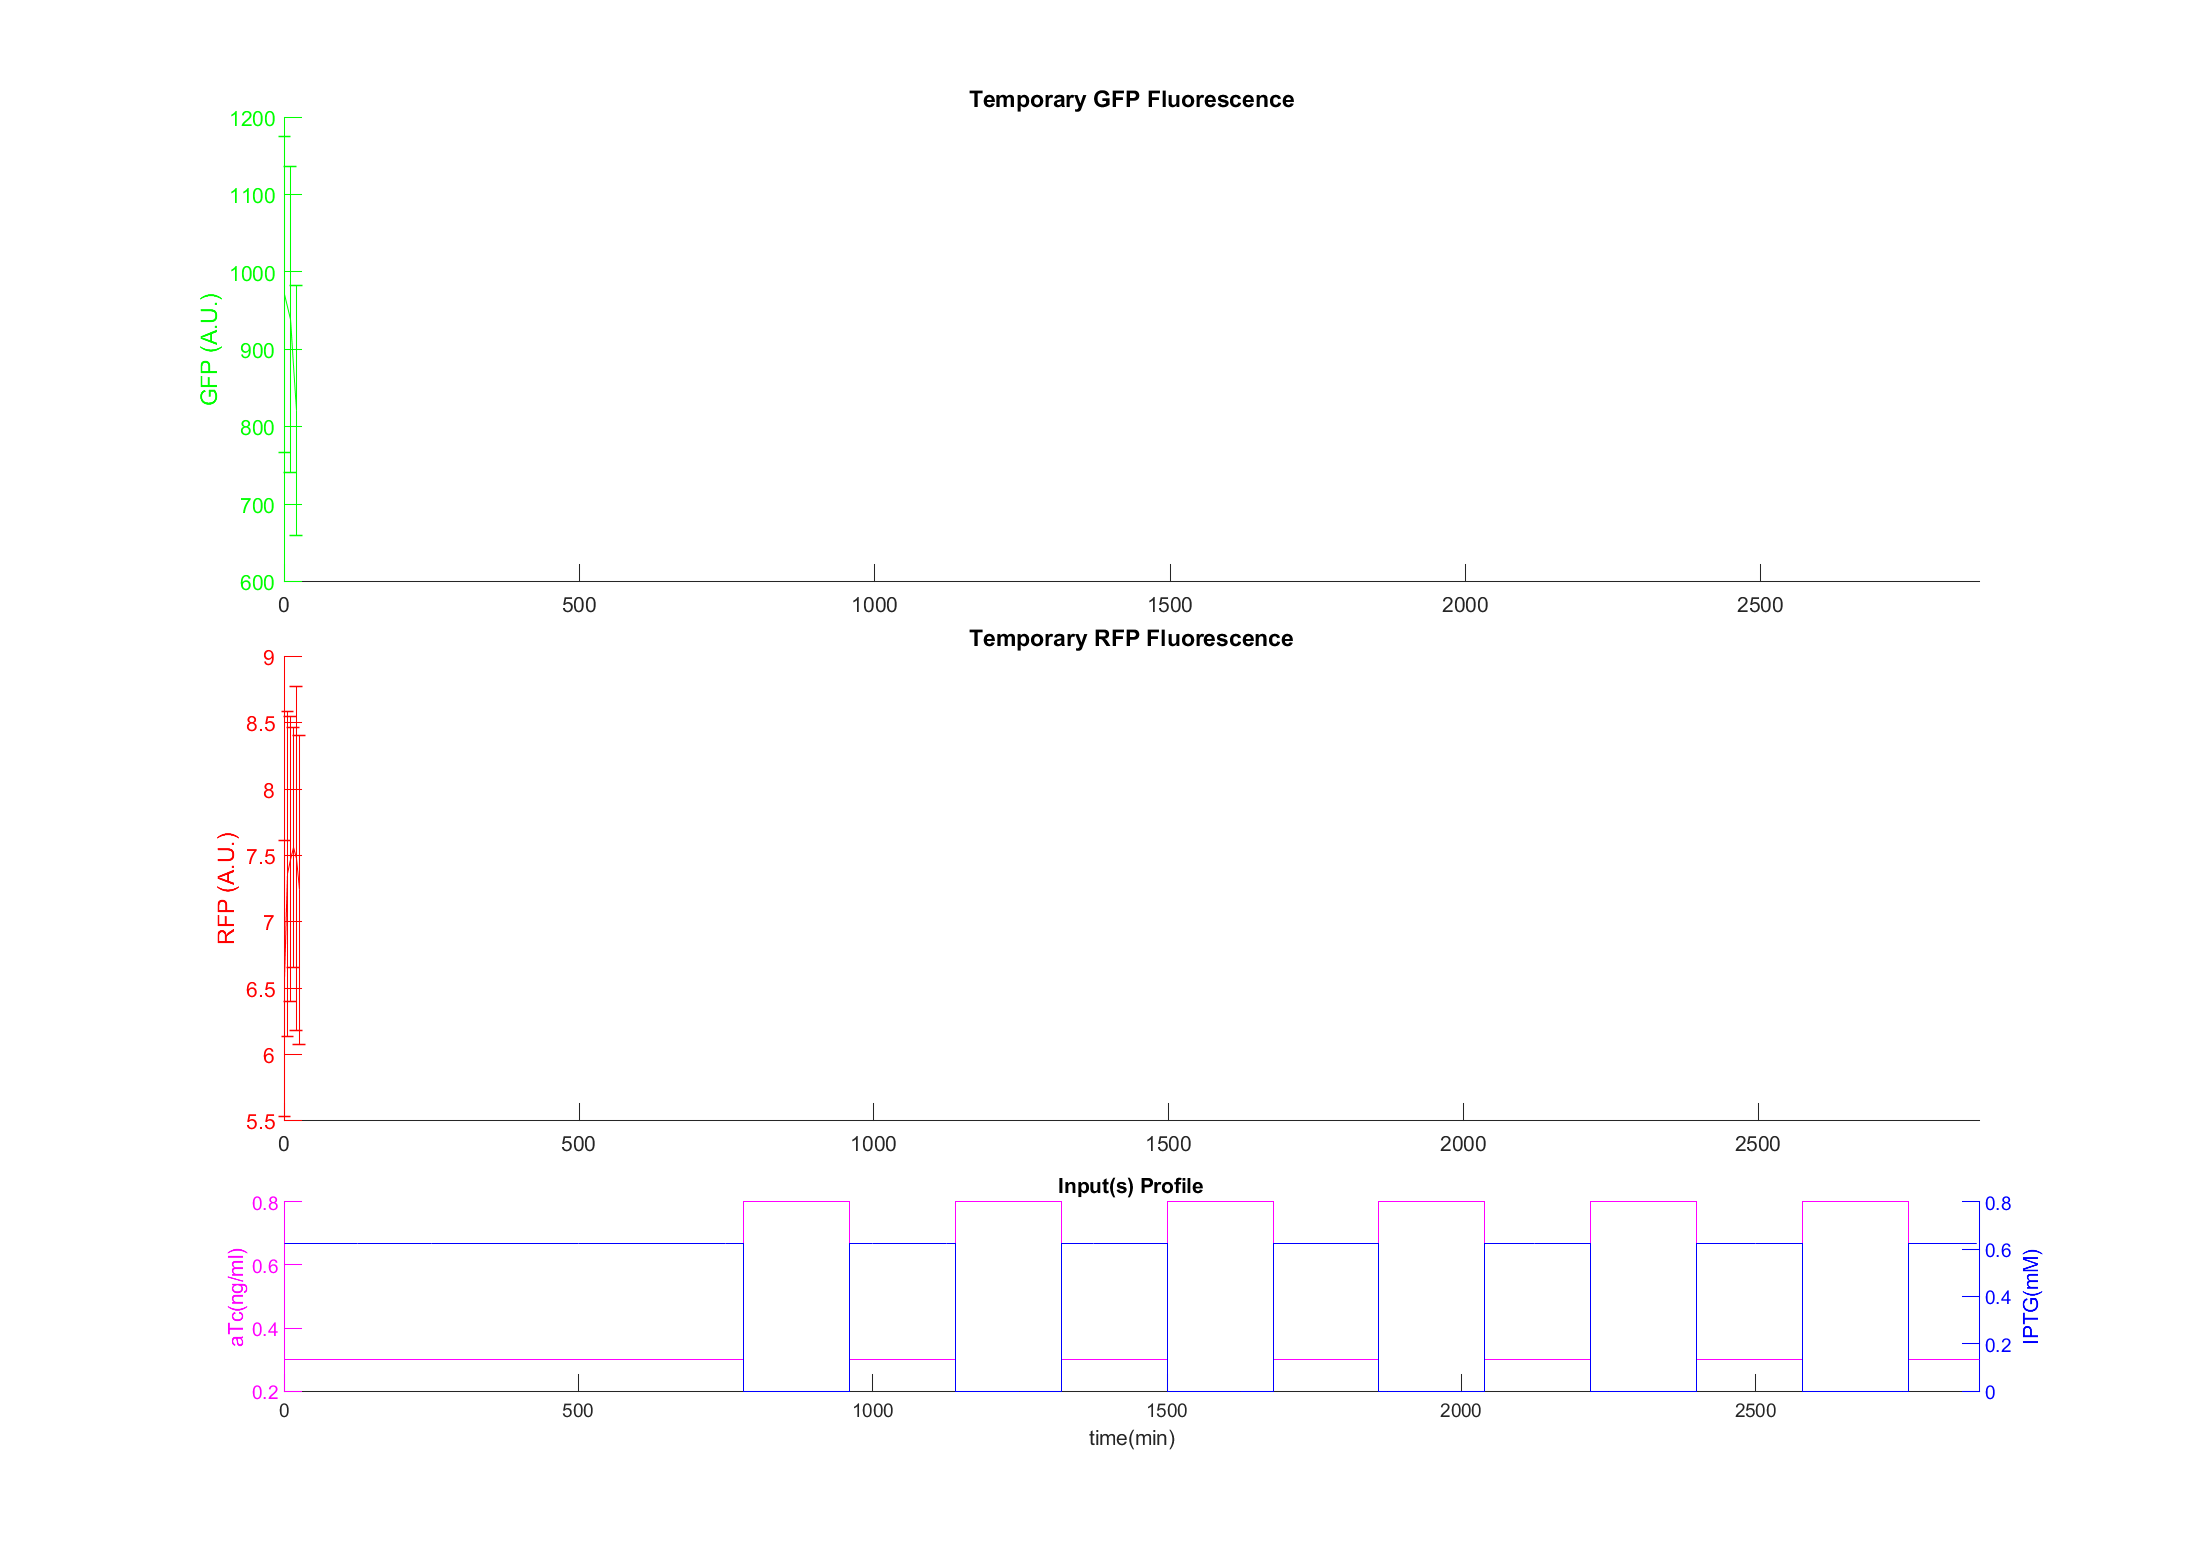 Temporary GFP Fluorescence
1200
1100
1000
900
800
700
600
GFP (A.U.)
0 500 1000 1500 2000 2500
Temporary RFP Fluorescence
9
8.5
8
7.5
7
6.5
6
5.5
RFP (A.U.)
0 500 1000 1500 2000 2500
Input(s) Profile
0.8
0.6
0.4
0.2
aTc(ng/ml)
0.8
0.6
0.4
0.2
0
IPTG(mM)
0 500 1000 1500 2000 2500
time(min)